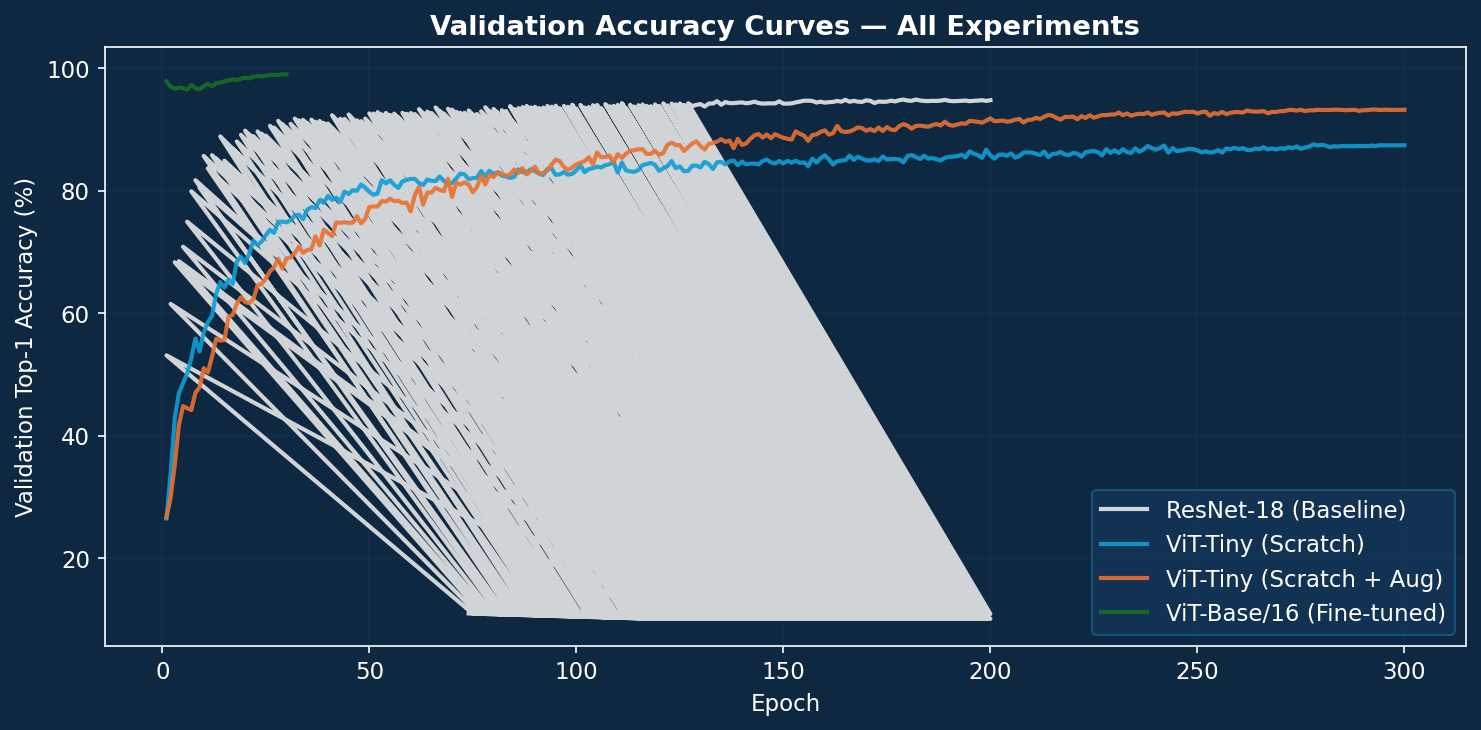 Validation Accuracy Curves — All Experiments
Validation Top-1 Accuracy (%)
100
80
60
40
20
0
50
100
150
200
250
300
Epoch
ResNet-18 (Baseline)
ViT-Tiny (Scratch)
ViT-Tiny (Scratch + Aug)
ViT-Base/16 (Fine-tuned)